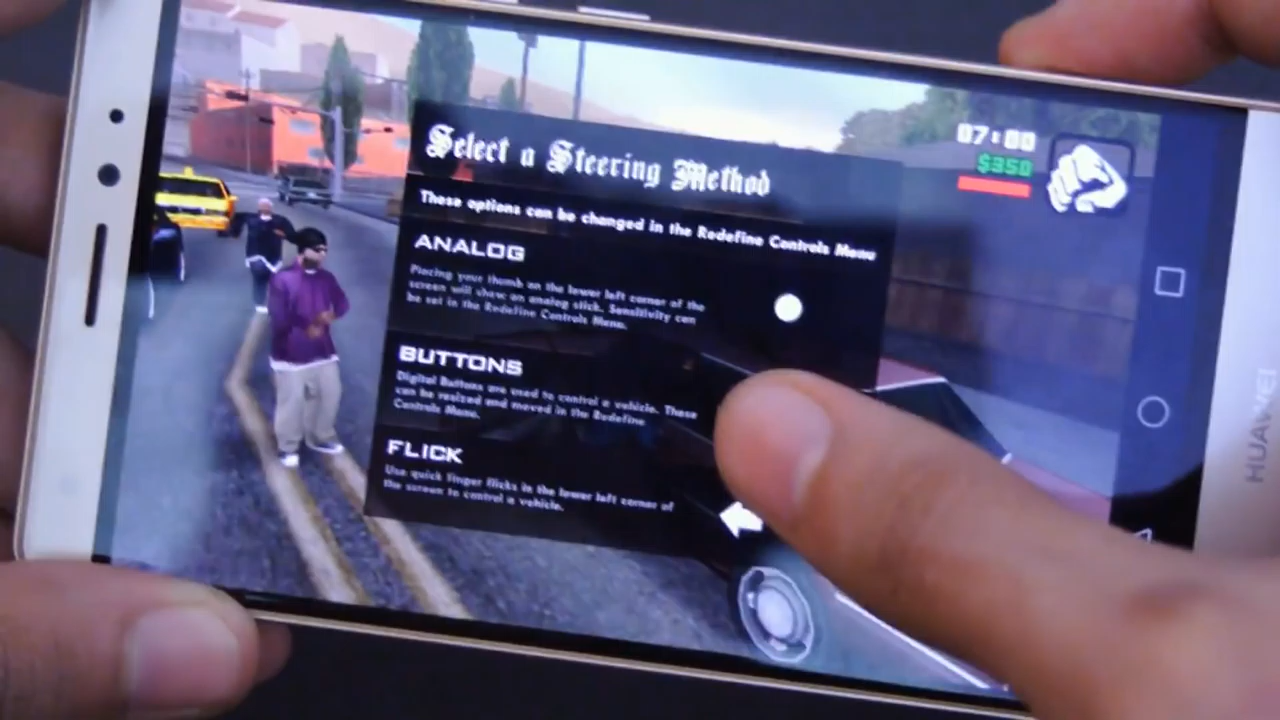 Select a Steering Method
These options can be changed in the Redefine Controls Menu
ANALOG
Placing your thumb on the lower left corner of the
screen will show an analog stick. Sensitivity can
be set in the Redefine Controls Menu.
BUTTONS
Digital Buttons are used to control a vehicle. These
can be resized and moved in the Redefine
Controls Menu.
FLICK
Use quick finger flicks in the lower left corner of
the screen to control a vehicle.
07:00
$350
HUAWEI